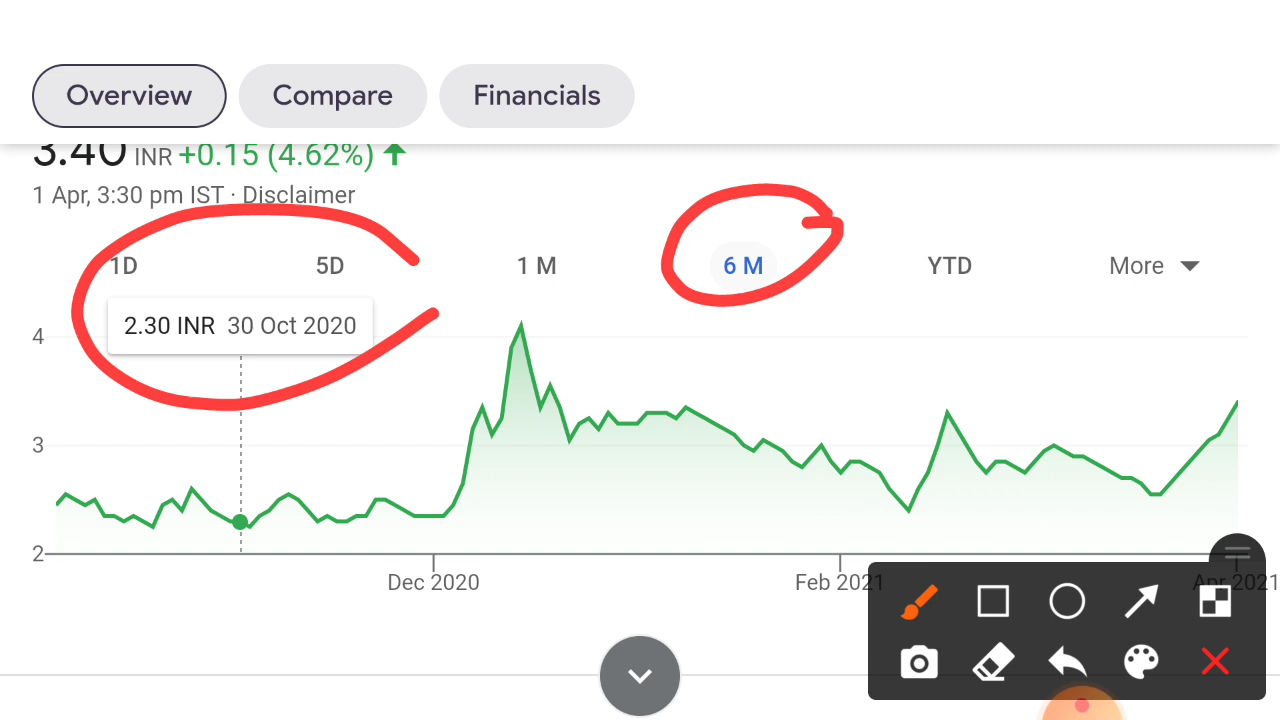 Overview Compare Financials
3.40 INR +0.15 (4.62%)
1 Apr, 3:30 pm IST · Disclaimer
1D 5D 1 M 6 M YTD More
2.30 INR 30 Oct 2020
4
3
2
Dec 2020 Feb 2021 Apr 2021